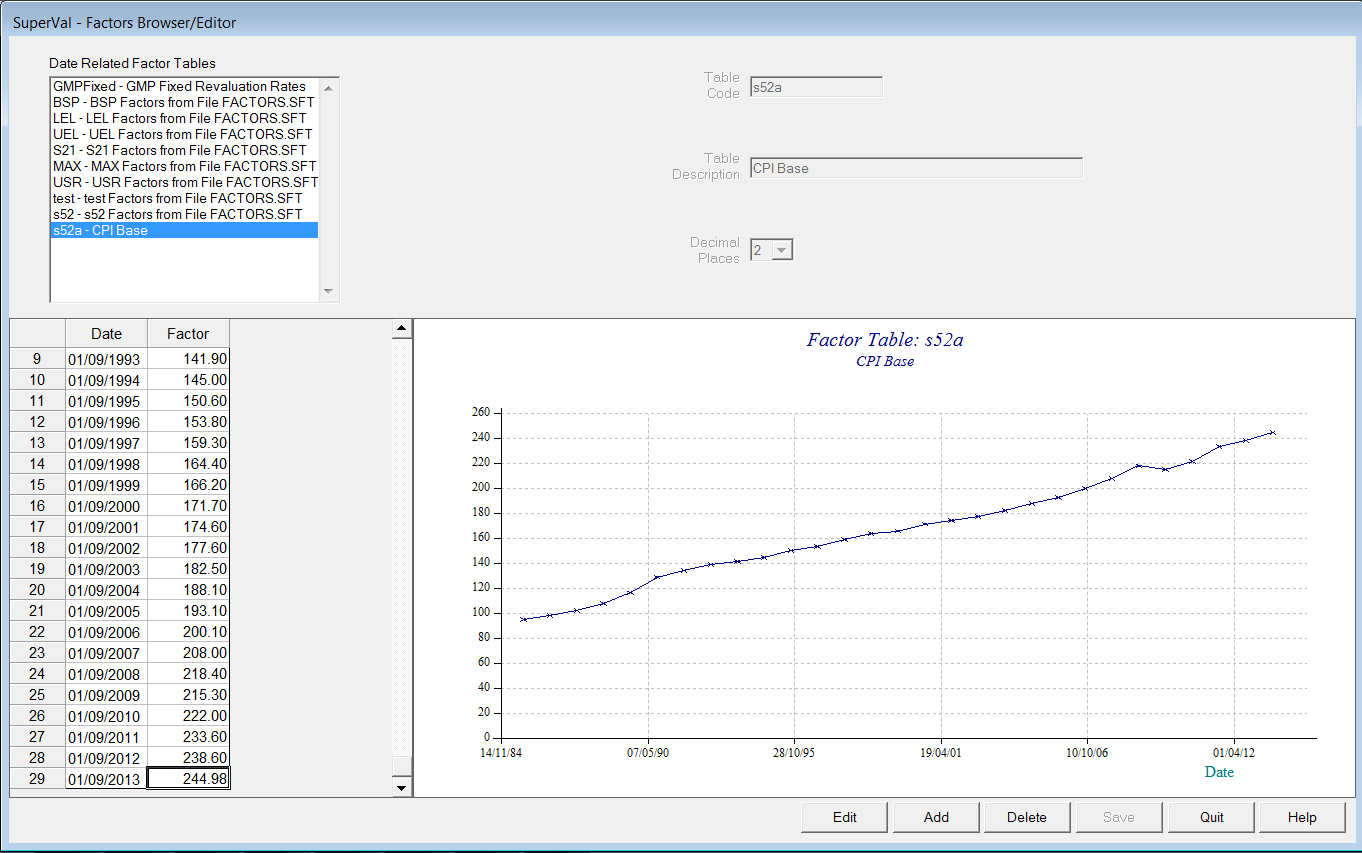 SuperVal - Factors Browser/Editor
Date Related Factor Tables
GMPFixed - GMP Fixed Revaluation Rates
BSP - BSP Factors from File FACTORS.SFT
LEL - LEL Factors from File FACTORS.SFT
UEL - UEL Factors from File FACTORS.SFT
S21 - S21 Factors from File FACTORS.SFT
MAX - MAX Factors from File FACTORS.SFT
USR - USR Factors from File FACTORS.SFT
test - test Factors from File FACTORS.SFT
s52 - s52 Factors from File FACTORS.SFT
s52a - CPI Base
Table
Code
s52a
Table
Description
CPI Base
Decimal
Places
2
Date Factor
9 01/09/1993 141.90
10 01/09/1994 145.00
11 01/09/1995 150.60
12 01/09/1996 153.80
13 01/09/1997 159.30
14 01/09/1998 164.40
15 01/09/1999 166.20
16 01/09/2000 171.70
17 01/09/2001 174.60
18 01/09/2002 177.60
19 01/09/2003 182.50
20 01/09/2004 188.10
21 01/09/2005 193.10
22 01/09/2006 200.10
23 01/09/2007 208.00
24 01/09/2008 218.40
25 01/09/2009 215.30
26 01/09/2010 222.00
27 01/09/2011 233.60
28 01/09/2012 238.60
29 01/09/2013 244.98
Factor Table: s52a
CPI Base
260
240
220
200
180
160
140
120
100
80
60
40
20
0
14/11/84 07/05/90 28/10/95 19/04/01 10/10/06 01/04/12
Date
Edit Add Delete Save Quit Help